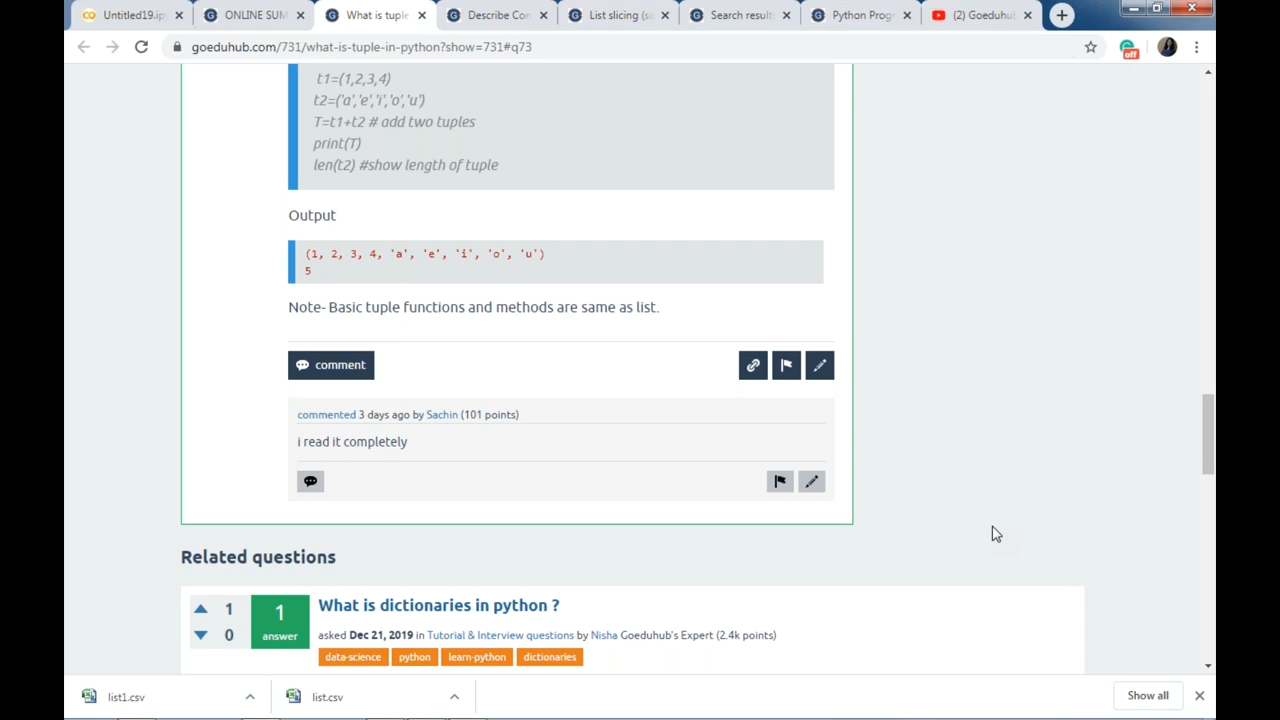 Untitled19.ip
ONLINE SUM
What is tuple
Describe Con
List slicing (s
Search result
Python Prog
(2) Goeduhub
goeduhub.com/731/what-is-tuple-in-python?show=731#q73
off
t1=(1,2,3,4)
t2=('a','e','i','o','u')
T=t1+t2 # add two tuples
print(T)
len(t2) #show length of tuple
Output
(1, 2, 3, 4, 'a', 'e', 'i', 'o', 'u')
5
Note- Basic tuple functions and methods are same as list.
comment
commented 3 days ago by Sachin (101 points)
i read it completely
Related questions
1
0
1
answer
What is dictionaries in python ?
asked Dec 21, 2019 in Tutorial & Interview questions by Nisha Goeduhub's Expert (2.4k points)
data-science python learn-python dictionaries
list1.csv
list.csv
Show all